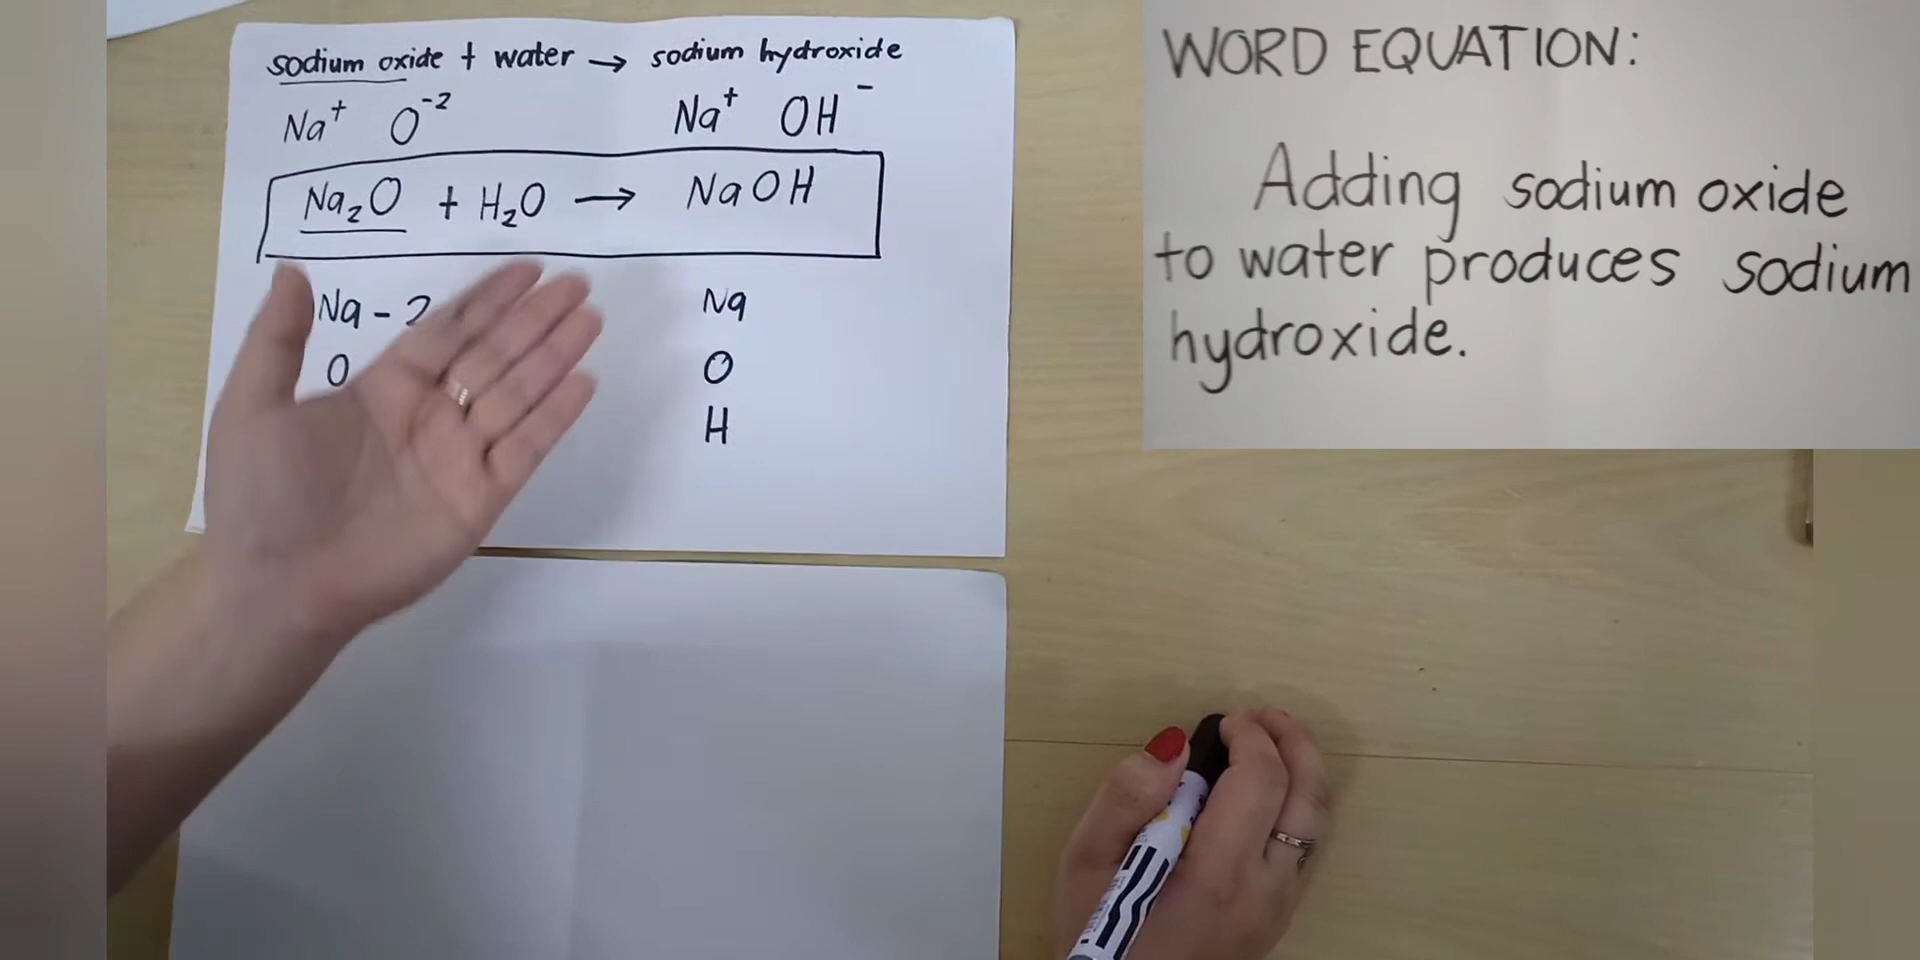 sodium oxide + water → sodium hydroxide
Na⁺ O⁻² Na⁺ OH⁻
Na₂O + H₂O → NaOH
Na - 2 Na
O O
H
WORD EQUATION:
Adding sodium oxide
to water produces sodium
hydroxide.